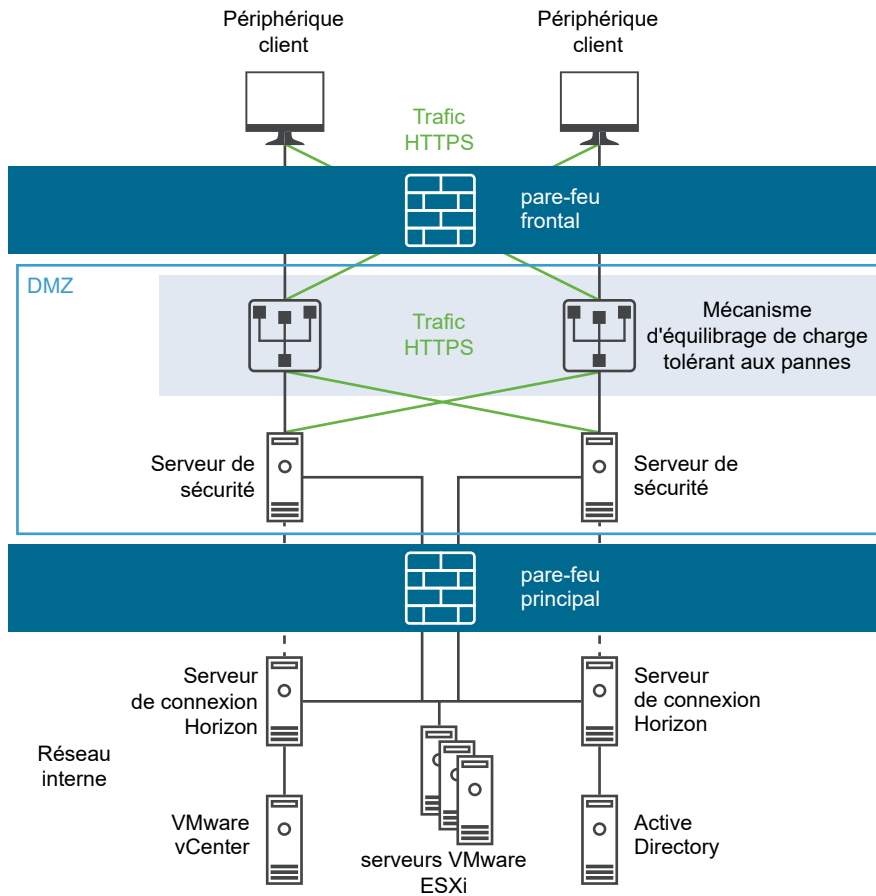 Périphérique
client
Périphérique
client
Trafic
HTTPS
pare-feu
frontal
DMZ
Trafic
HTTPS
Mécanisme
d'équilibrage de charge
tolérant aux pannes
Serveur de
sécurité
Serveur de
sécurité
pare-feu
principal
Serveur
de connexion
Horizon
Serveur
de connexion
Horizon
Réseau
interne
VMware
vCenter
serveurs VMware
ESXi
Active
Directory